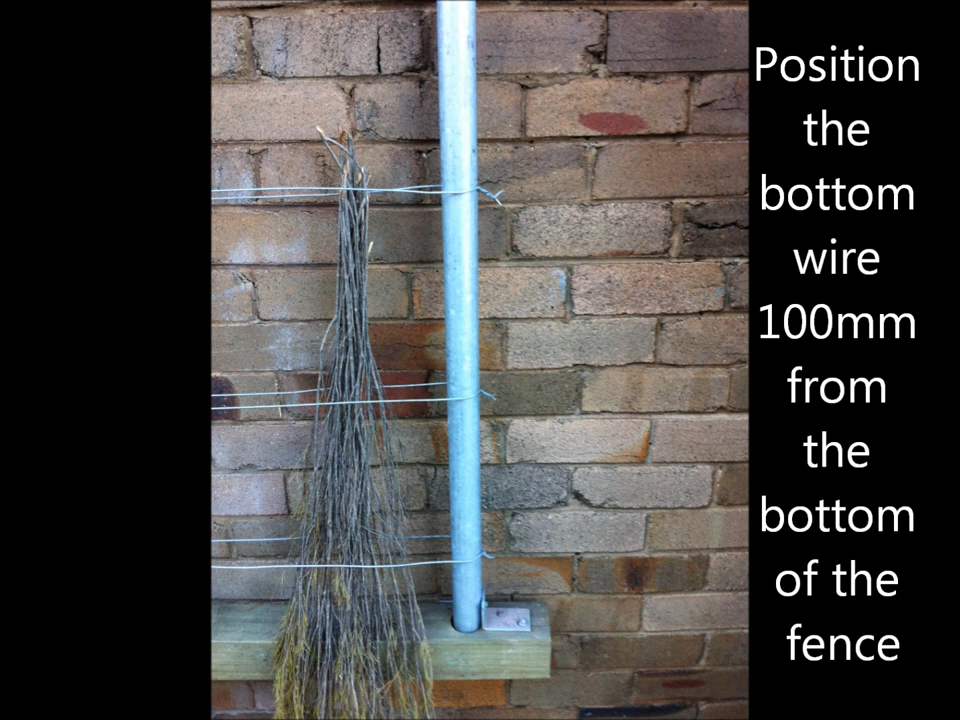 Position
the
bottom
wire
100mm
from
the
bottom
of the
fence